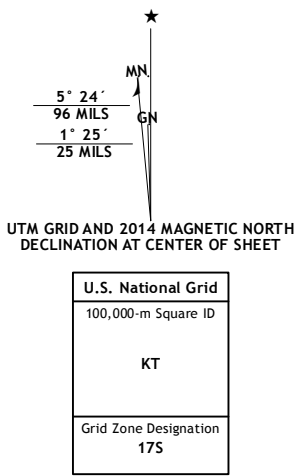 ★
MN.
5° 24´
96 MILS
GN
1° 25´
25 MILS
UTM GRID AND 2014 MAGNETIC NORTH
DECLINATION AT CENTER OF SHEET
U.S. National Grid
100,000-m Square ID
KT
Grid Zone Designation
17S